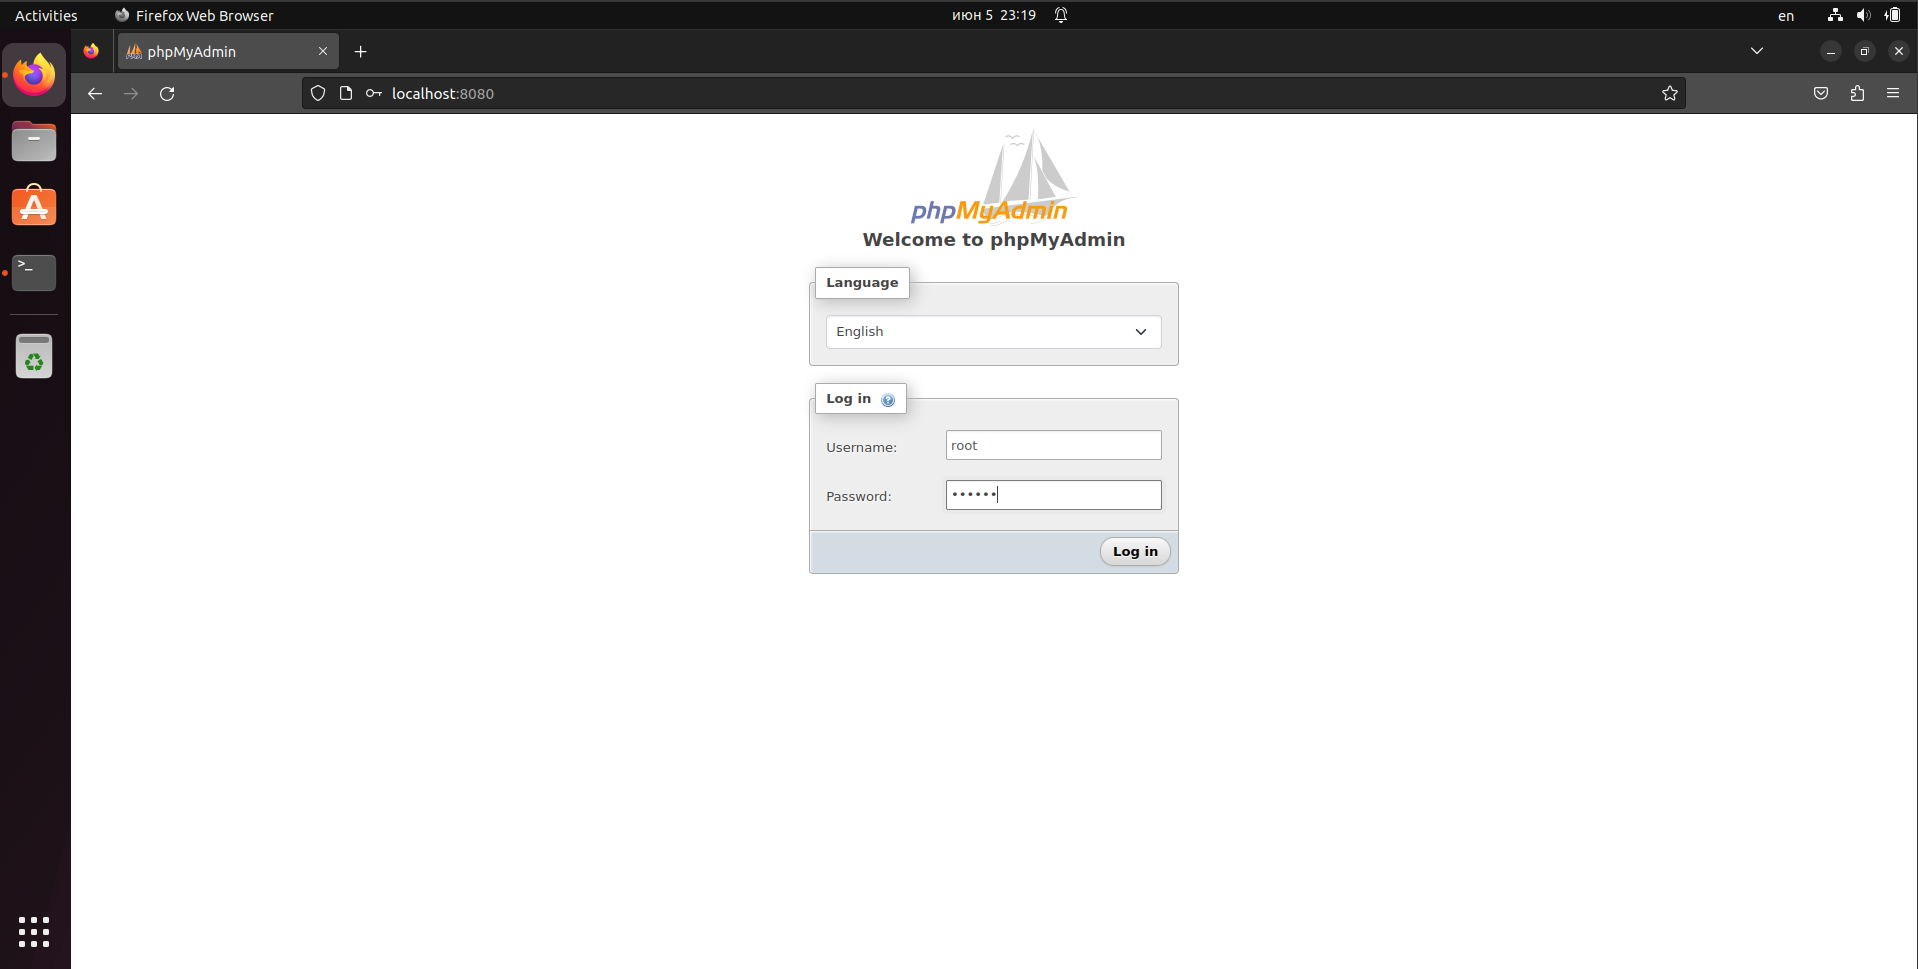 Activities
Firefox Web Browser
июн 5 23:19
en
phpMyAdmin
localhost:8080
phpMyAdmin
Welcome to phpMyAdmin
Language
English
Log in
Username:
root
Password:
••••••
Log in